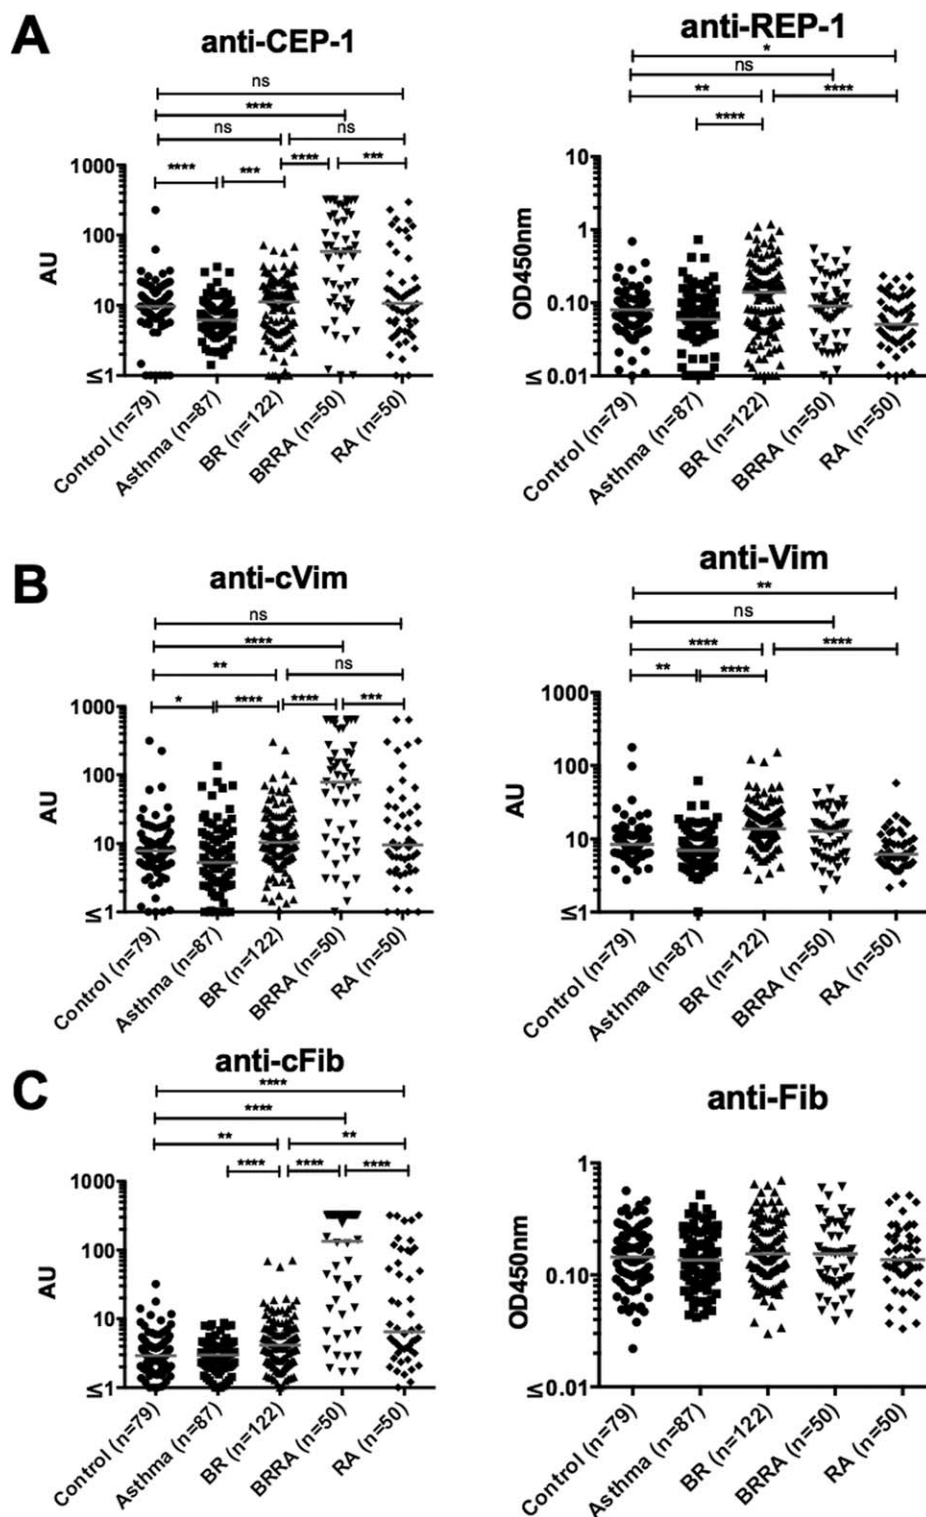 A
anti-CEP-1
ns
****
ns
ns
****
***
****
***
1000
100
10
≤1
AU
Control (n=79)
Asthma (n=87)
BR (n=122)
BRRA (n=50)
RA (n=50)
anti-REP-1
*
ns
**
****
****
10
1
0.10
≤ 0.01
OD450nm
Control (n=79)
Asthma (n=87)
BR (n=122)
BRRA (n=50)
RA (n=50)
B
anti-cVim
ns
****
**
ns
*
****
****
***
1000
100
10
≤1
AU
Control (n=79)
Asthma (n=87)
BR (n=122)
BRRA (n=50)
RA (n=50)
anti-Vim
**
ns
****
****
**
****
1000
100
10
≤1
AU
Control (n=79)
Asthma (n=87)
BR (n=122)
BRRA (n=50)
RA (n=50)
C
anti-cFib
****
****
**
**
****
****
****
1000
100
10
≤1
AU
Control (n=79)
Asthma (n=87)
BR (n=122)
BRRA (n=50)
RA (n=50)
anti-Fib
1
0.10
≤0.01
OD450nm
Control (n=79)
Asthma (n=87)
BR (n=122)
BRRA (n=50)
RA (n=50)